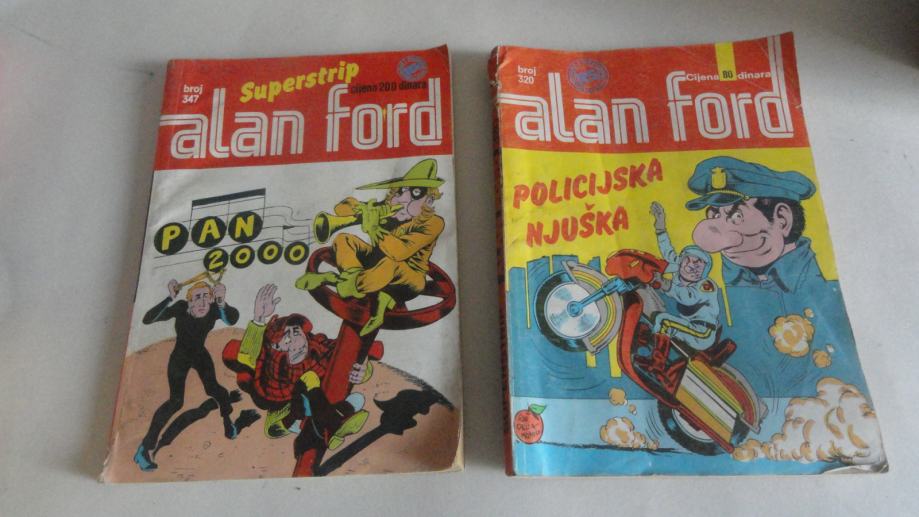 Superstrip
broj
347
cijena 200 dinara
alan ford
PAN
2000
broj
320
Cijena 80 dinara
alan ford
POLICIJSKA
NJUŠKA